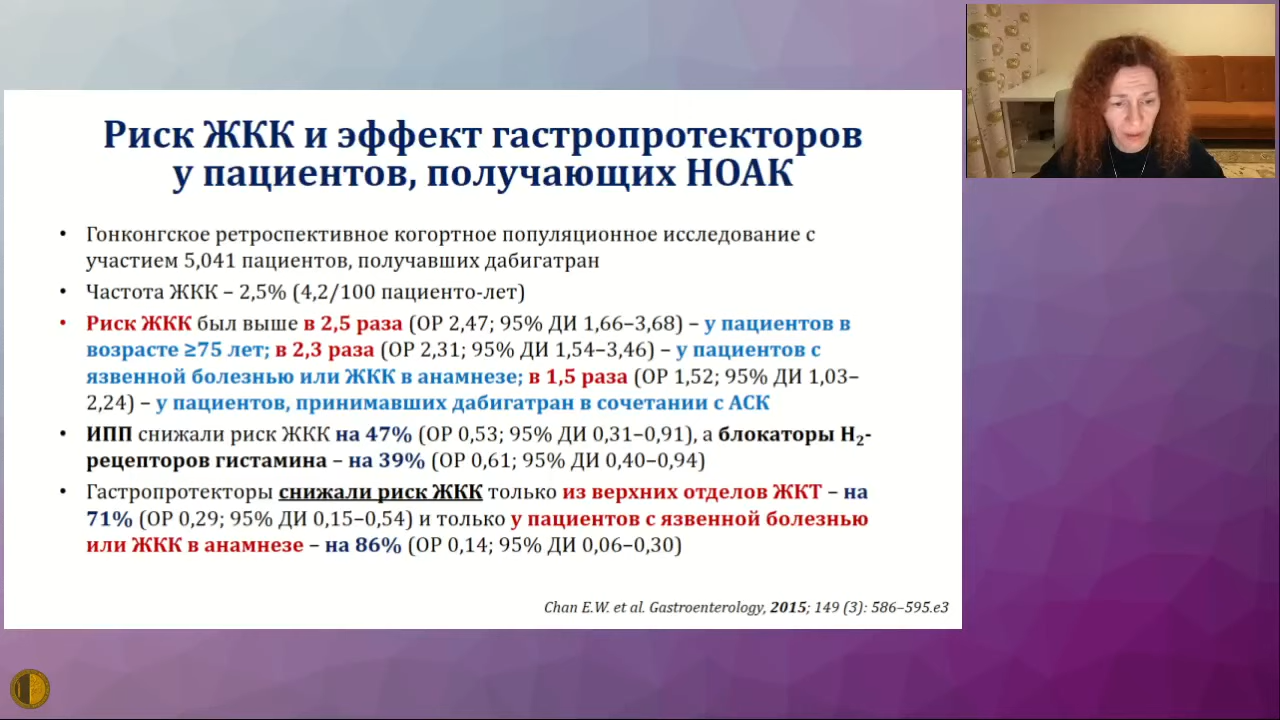 Риск ЖКК и эффект гастропротекторов
у пациентов, получающих НОАК
• Гонконгское ретроспективное когортное популяционное исследование с
участием 5,041 пациентов, получавших дабигатран
• Частота ЖКК – 2,5% (4,2/100 пациенто-лет)
• Риск ЖКК был выше в 2,5 раза (ОР 2,47; 95% ДИ 1,66–3,68) – у пациентов в
возрасте ≥75 лет; в 2,3 раза (ОР 2,31; 95% ДИ 1,54–3,46) – у пациентов с
язвенной болезнью или ЖКК в анамнезе; в 1,5 раза (ОР 1,52; 95% ДИ 1,03–
2,24) – у пациентов, принимавших дабигатран в сочетании с АСК
• ИПП снижали риск ЖКК на 47% (ОР 0,53; 95% ДИ 0,31–0,91), а блокаторы H₂-
рецепторов гистамина – на 39% (ОР 0,61; 95% ДИ 0,40–0,94)
• Гастропротекторы снижали риск ЖКК только из верхних отделов ЖКТ – на
71% (ОР 0,29; 95% ДИ 0,15–0,54) и только у пациентов с язвенной болезнью
или ЖКК в анамнезе – на 86% (ОР 0,14; 95% ДИ 0,06–0,30)
Chan E.W. et al. Gastroenterology, 2015; 149 (3): 586–595.e3